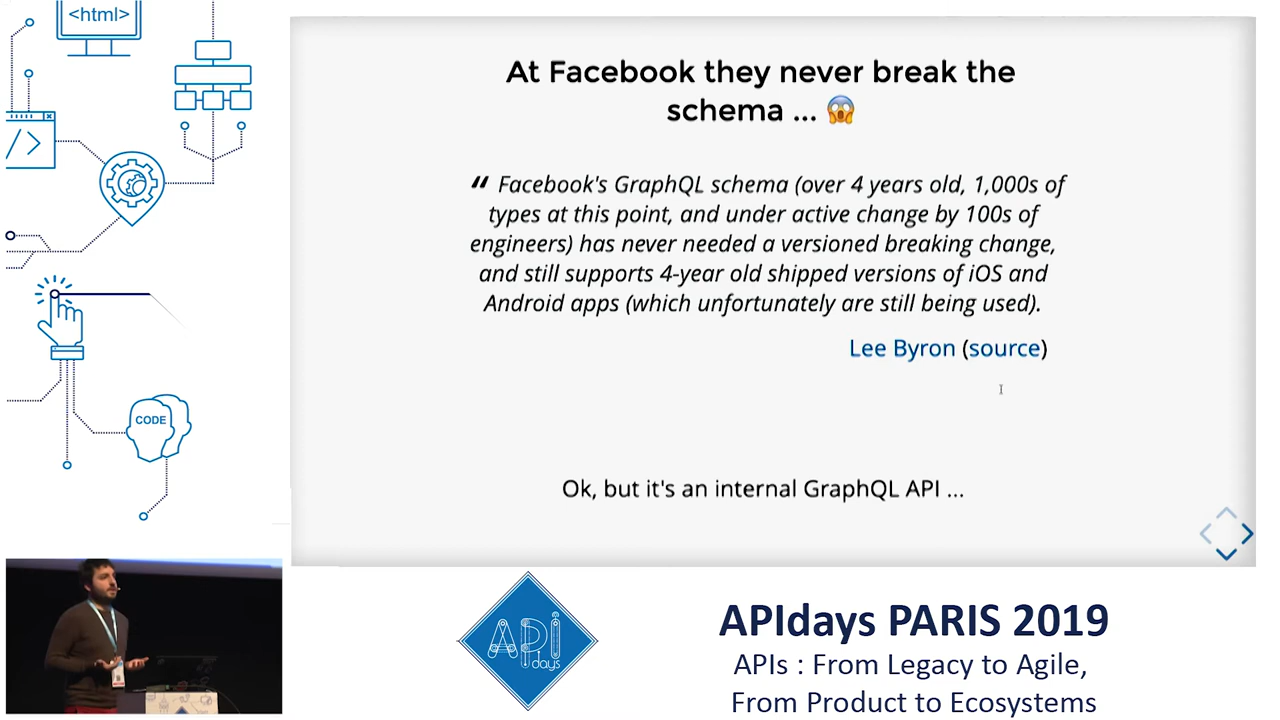 <html>
</>
CODE
At Facebook they never break the
schema ... 😱
“ Facebook's GraphQL schema (over 4 years old, 1,000s of
types at this point, and under active change by 100s of
engineers) has never needed a versioned breaking change,
and still supports 4-year old shipped versions of iOS and
Android apps (which unfortunately are still being used).
Lee Byron (source)
Ok, but it's an internal GraphQL API ...
API
days
APIdays PARIS 2019
APIs : From Legacy to Agile,
From Product to Ecosystems